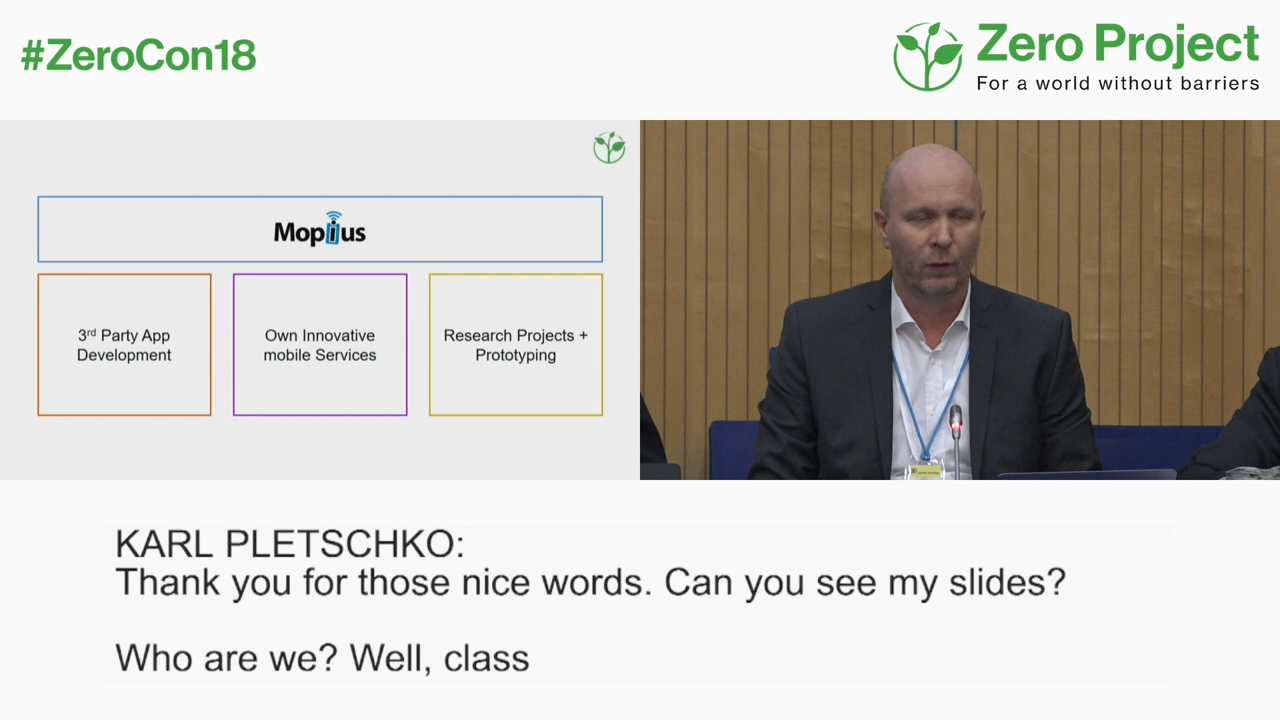 #ZeroCon18
Zero Project
For a world without barriers
Mopius
3rd Party App
Development
Own Innovative
mobile Services
Research Projects +
Prototyping
KARL PLETSCHKO:
Thank you for those nice words. Can you see my slides?
Who are we? Well, class